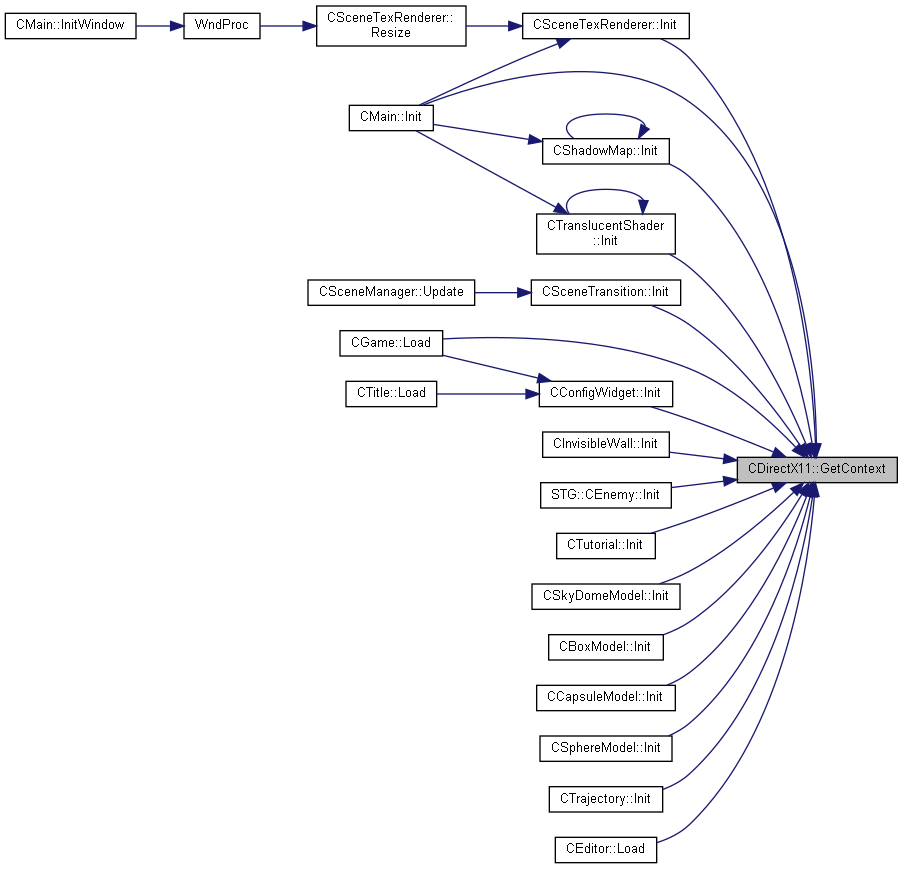 CMain::InitWindow
WndProc
CSceneTexRenderer::
Resize
CSceneTexRenderer::Init
CMain::Init
CShadowMap::Init
CTranslucentShader
::Init
CSceneManager::Update
CSceneTransition::Init
CGame::Load
CTitle::Load
CConfigWidget::Init
CInvisibleWall::Init
CDirectX11::GetContext
STG::CEnemy::Init
CTutorial::Init
CSkyDomeModel::Init
CBoxModel::Init
CCapsuleModel::Init
CSphereModel::Init
CTrajectory::Init
CEditor::Load